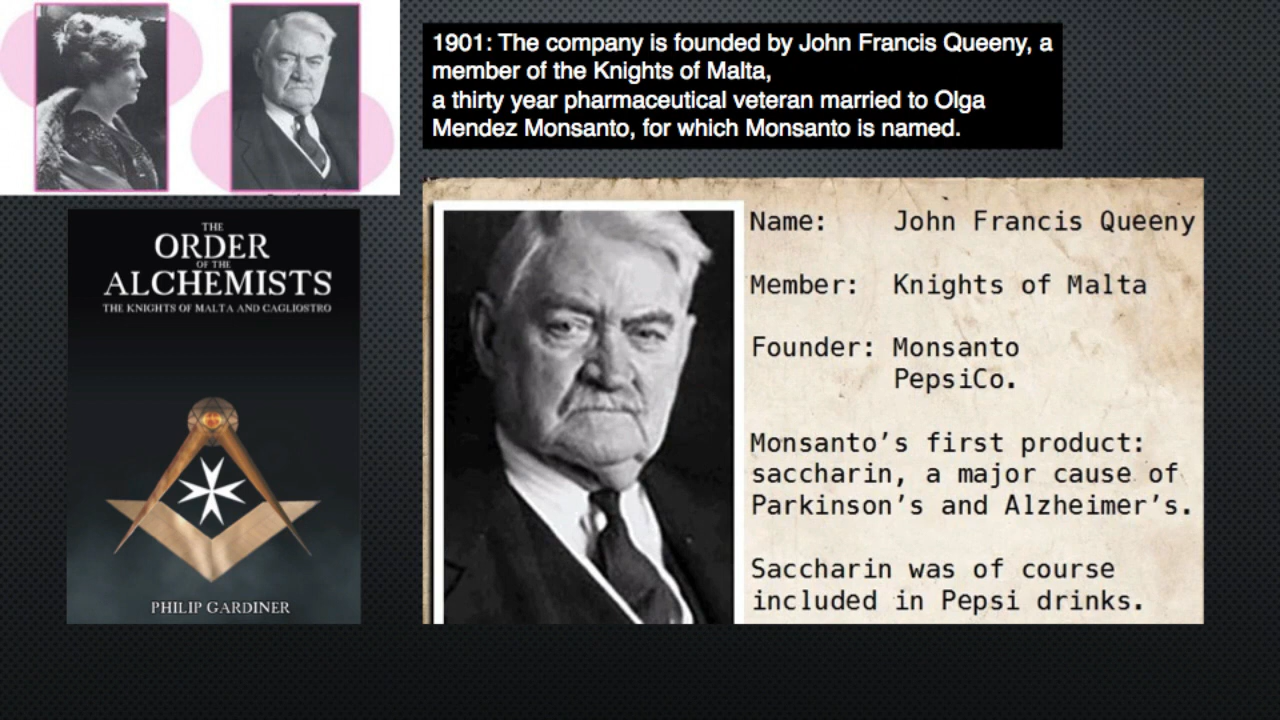 1901: The company is founded by John Francis Queeny, a
member of the Knights of Malta,
a thirty year pharmaceutical veteran married to Olga
Mendez Monsanto, for which Monsanto is named.
THE
ORDER
OF THE
ALCHEMISTS
THE KNIGHTS OF MALTA AND CAGLIOSTRO
PHILIP GARDINER
Name: John Francis Queeny
Member: Knights of Malta
Founder: Monsanto
PepsiCo.
Monsanto’s first product:
saccharin, a major cause of
Parkinson’s and Alzheimer’s.
Saccharin was of course
included in Pepsi drinks.